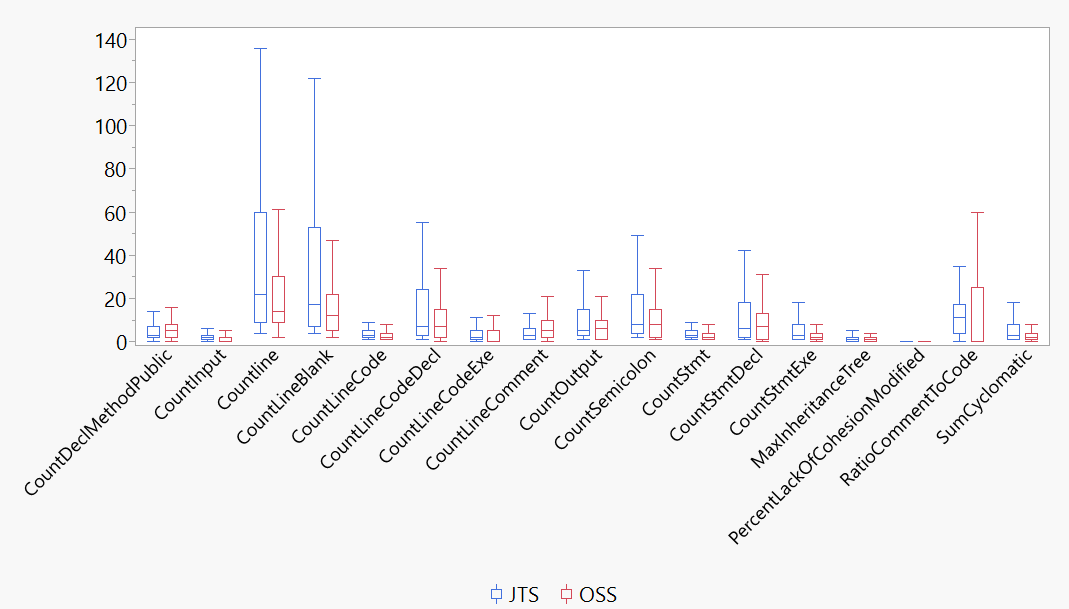 140
120
100
80
60
40
20
0
CountDeclMethodPublic
CountInput
Countline
CountLineBlank
CountLineCode
CountLineCodeDecl
CountLineCodeExe
CountLineComment
CountOutput
CountSemicolon
CountStmt
CountStmtDecl
CountStmtExe
MaxInheritanceTree
PercentLackOfCohesionModified
RatioCommentToCode
SumCyclomatic
JTS OSS